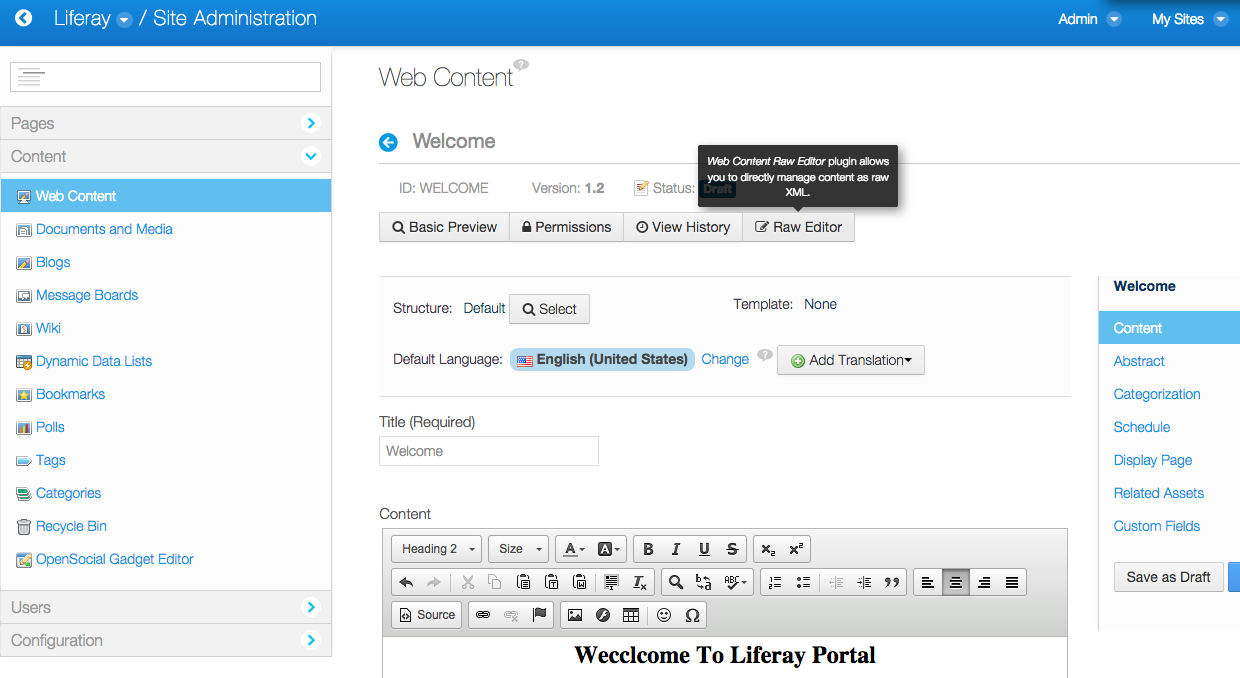 Liferay / Site Administration
Admin My Sites
Pages
Content
Web Content
Documents and Media
Blogs
Message Boards
Wiki
Dynamic Data Lists
Bookmarks
Polls
Tags
Categories
Recycle Bin
OpenSocial Gadget Editor
Users
Configuration
Web Content ?
Welcome
Web Content Raw Editor plugin allows
you to directly manage content as raw
XML.
ID: WELCOME Version: 1.2 Status: Draft
Basic Preview Permissions View History Raw Editor
Structure: Default Select Template: None
Default Language: English (United States) Change ? Add Translation
Title (Required)
Welcome
Content
Heading 2 Size A A B I U S x₂ x²
Source Ω
Wecclcome To Liferay Portal
Welcome
Content
Abstract
Categorization
Schedule
Display Page
Related Assets
Custom Fields
Save as Draft